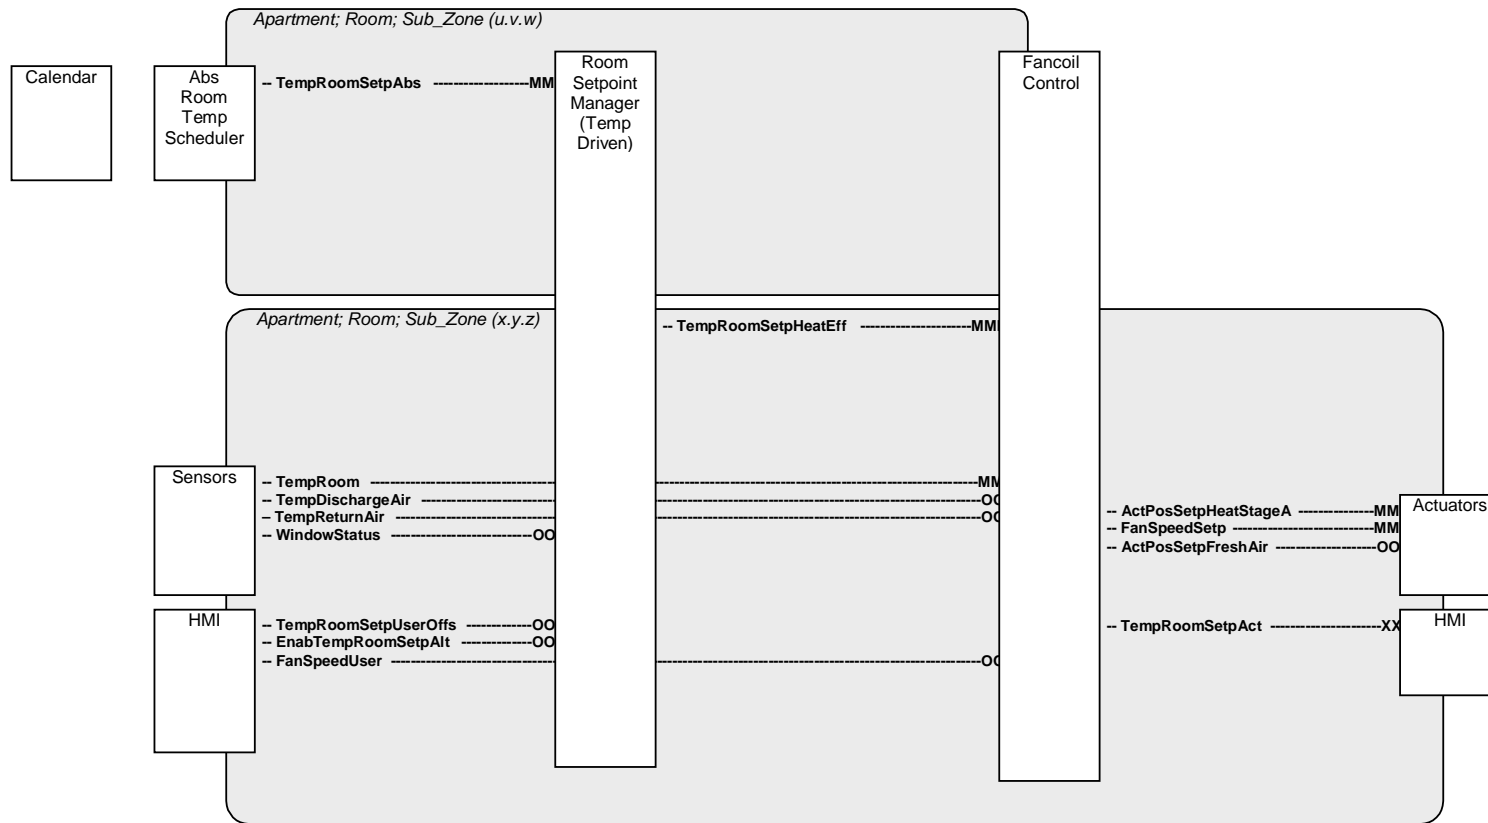 Apartment; Room; Sub_Zone (u.v.w)
Calendar
Abs
Room
Temp
Scheduler
-- TempRoomSetpAbs -------------------MM
Room
Setpoint
Manager
(Temp
Driven)
Fancoil
Control
Apartment; Room; Sub_Zone (x.y.z)
-- TempRoomSetpHeatEff ----------------------MM
Sensors
-- TempRoom ----------------------------------------MM
-- TempDischargeAir ----------------------------------------OO
-- TempReturnAir ----------------------------------------OO
-- WindowStatus ----------------------------OO
-- ActPosSetpHeatStageA ---------------------MM
-- FanSpeedSetp ----------------------------MM
-- ActPosSetpFreshAir --------------------OO
Actuators
HMI
-- TempRoomSetpUserOffs -------------OO
-- EnabTempRoomSetpAlt --------------OO
-- FanSpeedUser ----------------------------------------OO
-- TempRoomSetpAct ----------------------XX
HMI